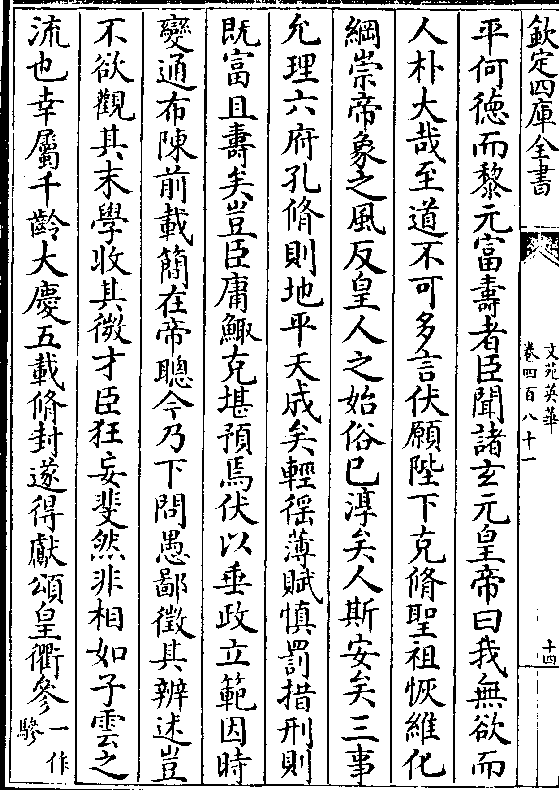 欽定四庫全書
文苑英華
卷四百八十一
十四
平何徳而黎元富壽者臣聞諸玄元皇帝曰我無欲而
人朴大哉至道不可多言伏願陛下克脩聖祖恢維化
綱崇帝象之風反皇人之始俗已淳矣人斯安矣三事
允理六府孔脩則地平天成矣輕徭薄賦慎罰措刑則
既富且壽矣豈臣庸鯫克堪預焉伏以垂政立範因時
變通布陳前載簡在帝聰今乃下問愚鄙徵其辨述豈
不欲觀其末學收其微才臣狂妄斐然非相如子雲之
流也幸屬千齡大慶五載脩封遂得獻頌皇衢參一作驂